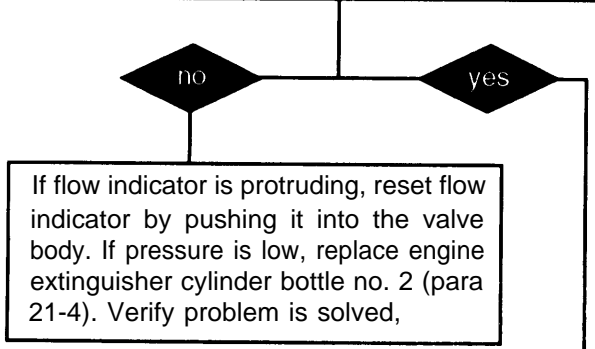 no
yes
If flow indicator is protruding, reset flow
indicator by pushing it into the valve
body. If pressure is low, replace engine
extinguisher cylinder bottle no. 2 (para
21-4). Verify problem is solved,